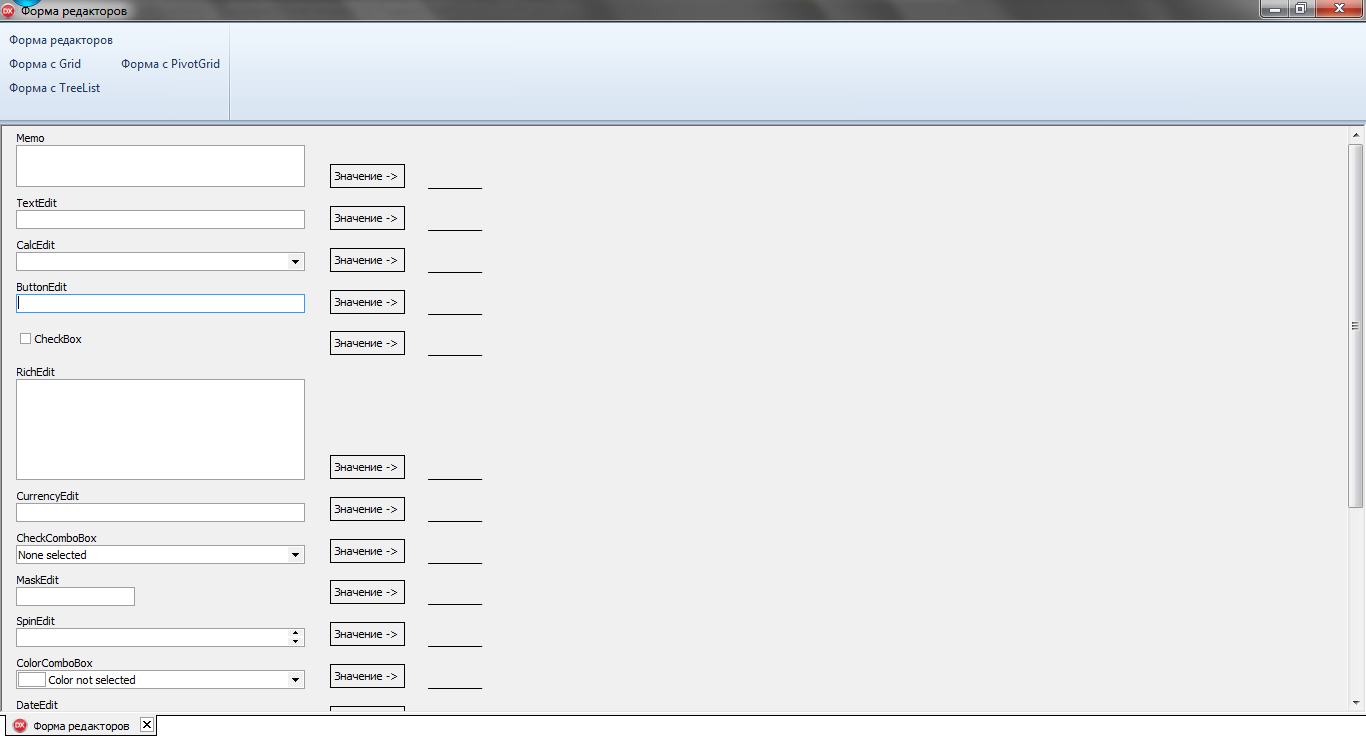 Форма редакторов
Форма редакторов
Форма с Grid
Форма с PivotGrid
Форма с TreeList
Memo
Значение ->
TextEdit
Значение ->
CalcEdit
Значение ->
ButtonEdit
Значение ->
CheckBox
Значение ->
RichEdit
Значение ->
CurrencyEdit
Значение ->
CheckComboBox
None selected
Значение ->
MaskEdit
Значение ->
SpinEdit
Значение ->
ColorComboBox
Color not selected
Значение ->
DateEdit
Форма редакторов